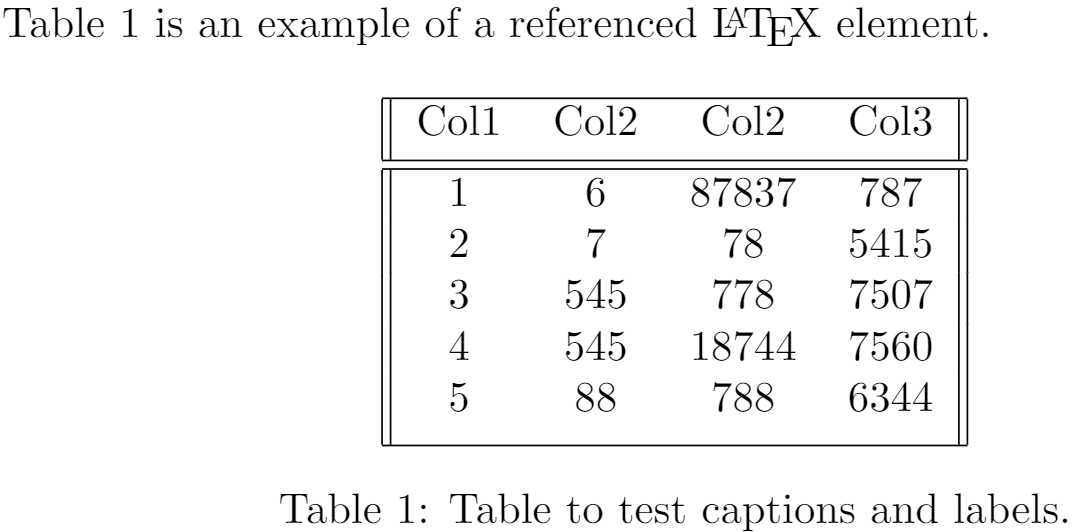 Table 1 is an example of a referenced LATEX element.
Col1 Col2 Col2 Col3
1 6 87837 787
2 7 78 5415
3 545 778 7507
4 545 18744 7560
5 88 788 6344
Table 1: Table to test captions and labels.